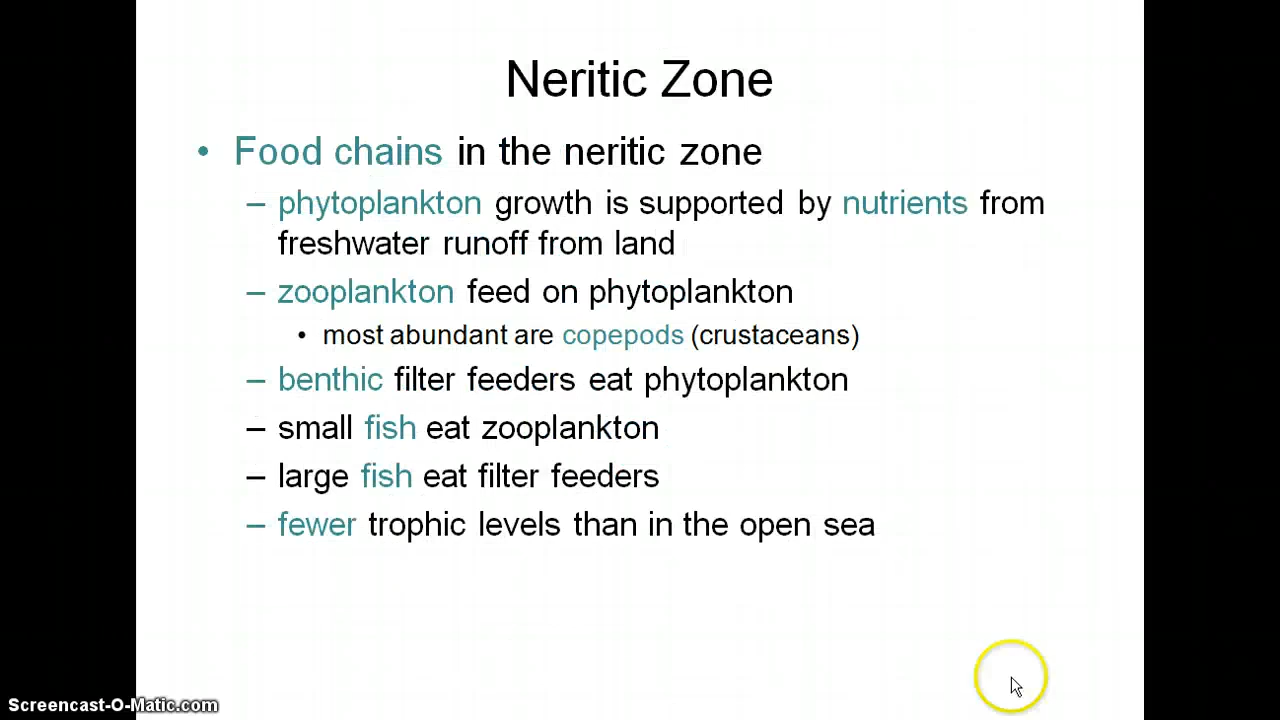 Neritic Zone
• Food chains in the neritic zone
– phytoplankton growth is supported by nutrients from
freshwater runoff from land
– zooplankton feed on phytoplankton
• most abundant are copepods (crustaceans)
– benthic filter feeders eat phytoplankton
– small fish eat zooplankton
– large fish eat filter feeders
– fewer trophic levels than in the open sea
Screencast-O-Matic.com